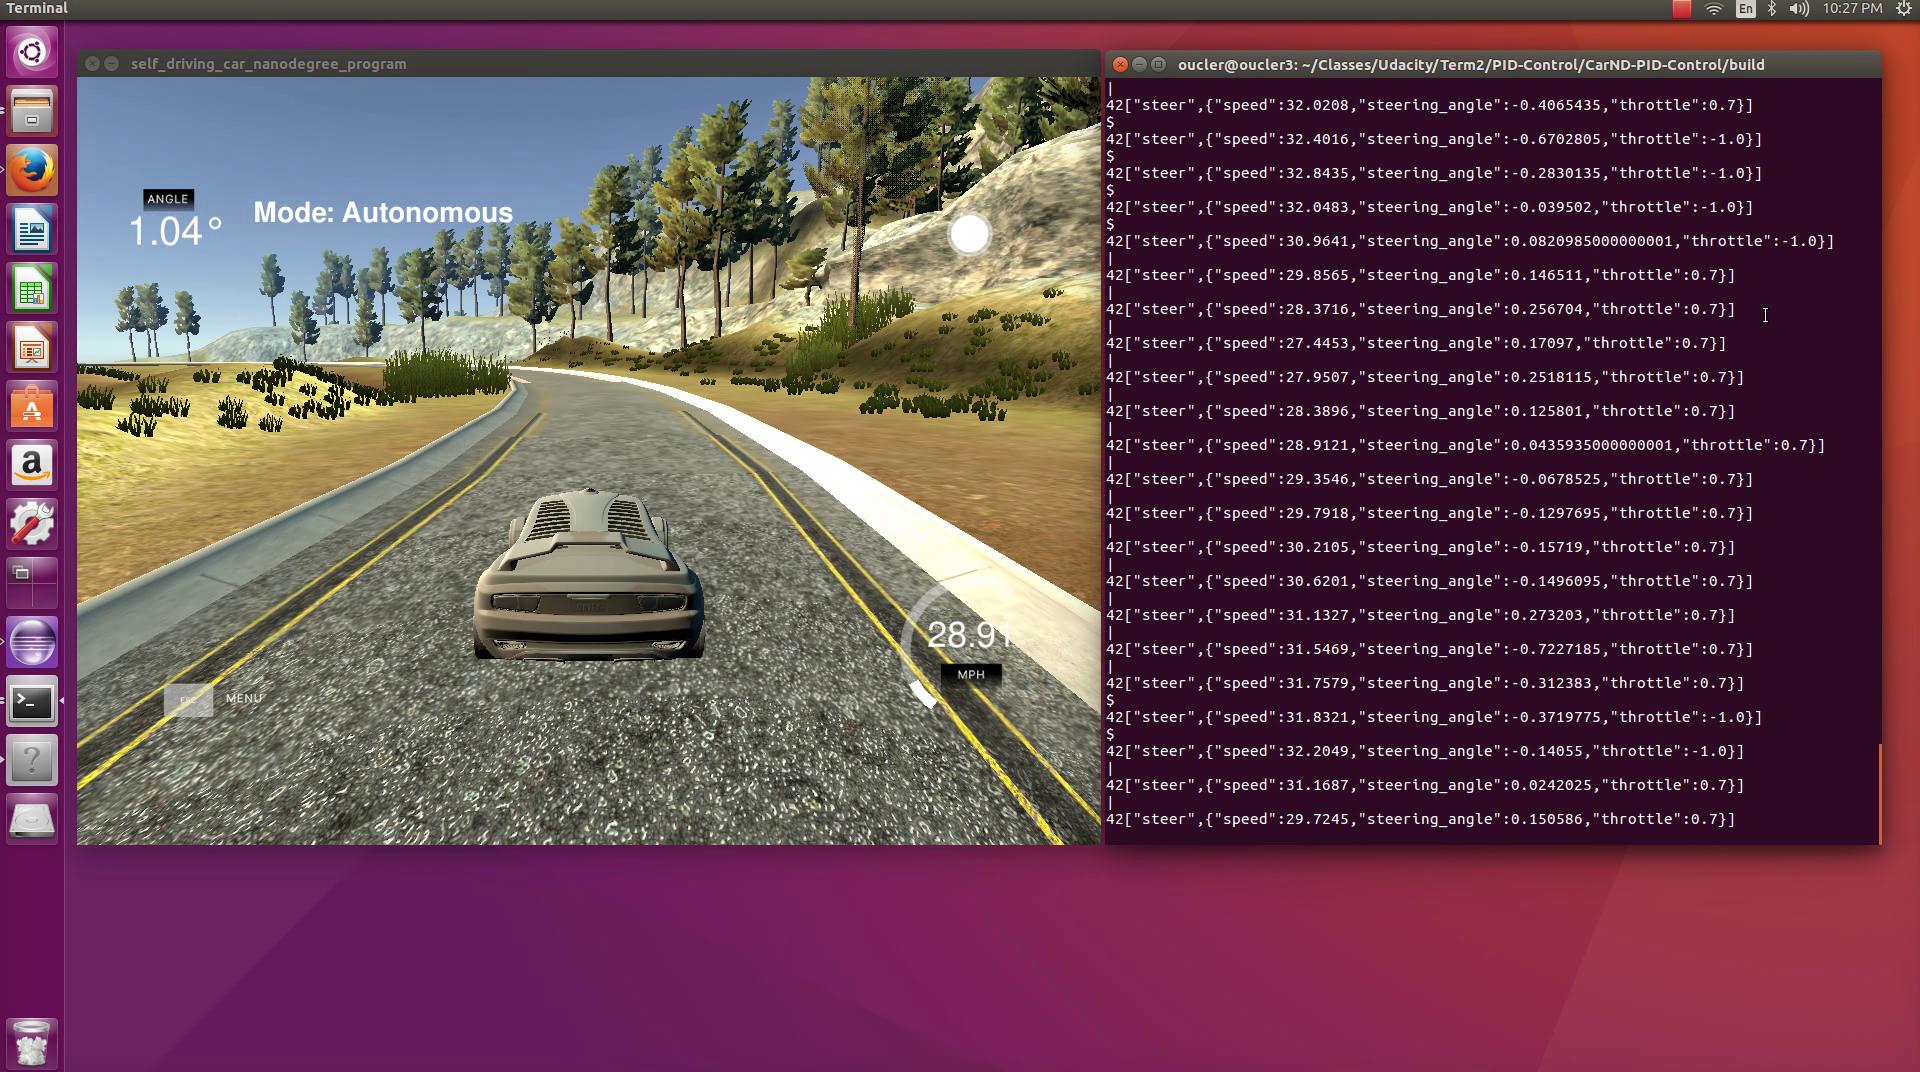 Terminal
En
10:27 PM
self_driving_car_nanodegree_program
ANGLE
1.04°
Mode: Autonomous
28.91
MPH
ESC
MENU
oucler@oucler3: ~/Classes/Udacity/Term2/PID-Control/CarND-PID-Control/build
|
42["steer",{"speed":32.0208,"steering_angle":-0.4065435,"throttle":0.7}]
$
42["steer",{"speed":32.4016,"steering_angle":-0.6702805,"throttle":-1.0}]
$
42["steer",{"speed":32.8435,"steering_angle":-0.2830135,"throttle":-1.0}]
$
42["steer",{"speed":32.0483,"steering_angle":-0.039502,"throttle":-1.0}]
$
42["steer",{"speed":30.9641,"steering_angle":0.0820985000000001,"throttle":-1.0}]
|
42["steer",{"speed":29.8565,"steering_angle":0.146511,"throttle":0.7}]
|
42["steer",{"speed":28.3716,"steering_angle":0.256704,"throttle":0.7}]
|
42["steer",{"speed":27.4453,"steering_angle":0.17097,"throttle":0.7}]
|
42["steer",{"speed":27.9507,"steering_angle":0.2518115,"throttle":0.7}]
|
42["steer",{"speed":28.3896,"steering_angle":0.125801,"throttle":0.7}]
|
42["steer",{"speed":28.9121,"steering_angle":0.0435935000000001,"throttle":0.7}]
|
42["steer",{"speed":29.3546,"steering_angle":-0.0678525,"throttle":0.7}]
|
42["steer",{"speed":29.7918,"steering_angle":-0.1297695,"throttle":0.7}]
|
42["steer",{"speed":30.2105,"steering_angle":-0.15719,"throttle":0.7}]
|
42["steer",{"speed":30.6201,"steering_angle":-0.1496095,"throttle":0.7}]
|
42["steer",{"speed":31.1327,"steering_angle":0.273203,"throttle":0.7}]
|
42["steer",{"speed":31.5469,"steering_angle":-0.7227185,"throttle":0.7}]
|
42["steer",{"speed":31.7579,"steering_angle":-0.312383,"throttle":0.7}]
$
42["steer",{"speed":31.8321,"steering_angle":-0.3719775,"throttle":-1.0}]
$
42["steer",{"speed":32.2049,"steering_angle":-0.14055,"throttle":-1.0}]
|
42["steer",{"speed":31.1687,"steering_angle":0.0242025,"throttle":0.7}]
|
42["steer",{"speed":29.7245,"steering_angle":0.150586,"throttle":0.7}]